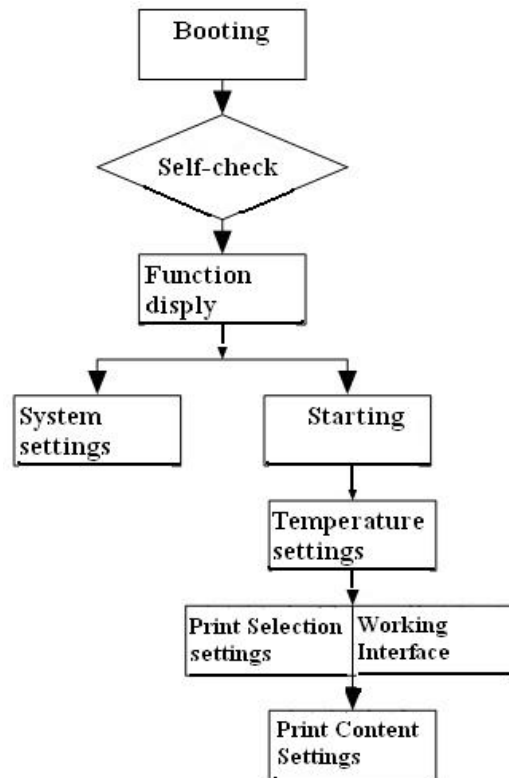 Booting
Self-check
Function
disply
System
settings
Starting
Temperature
settings
Print Selection
settings
Working
Interface
Print Content
Settings